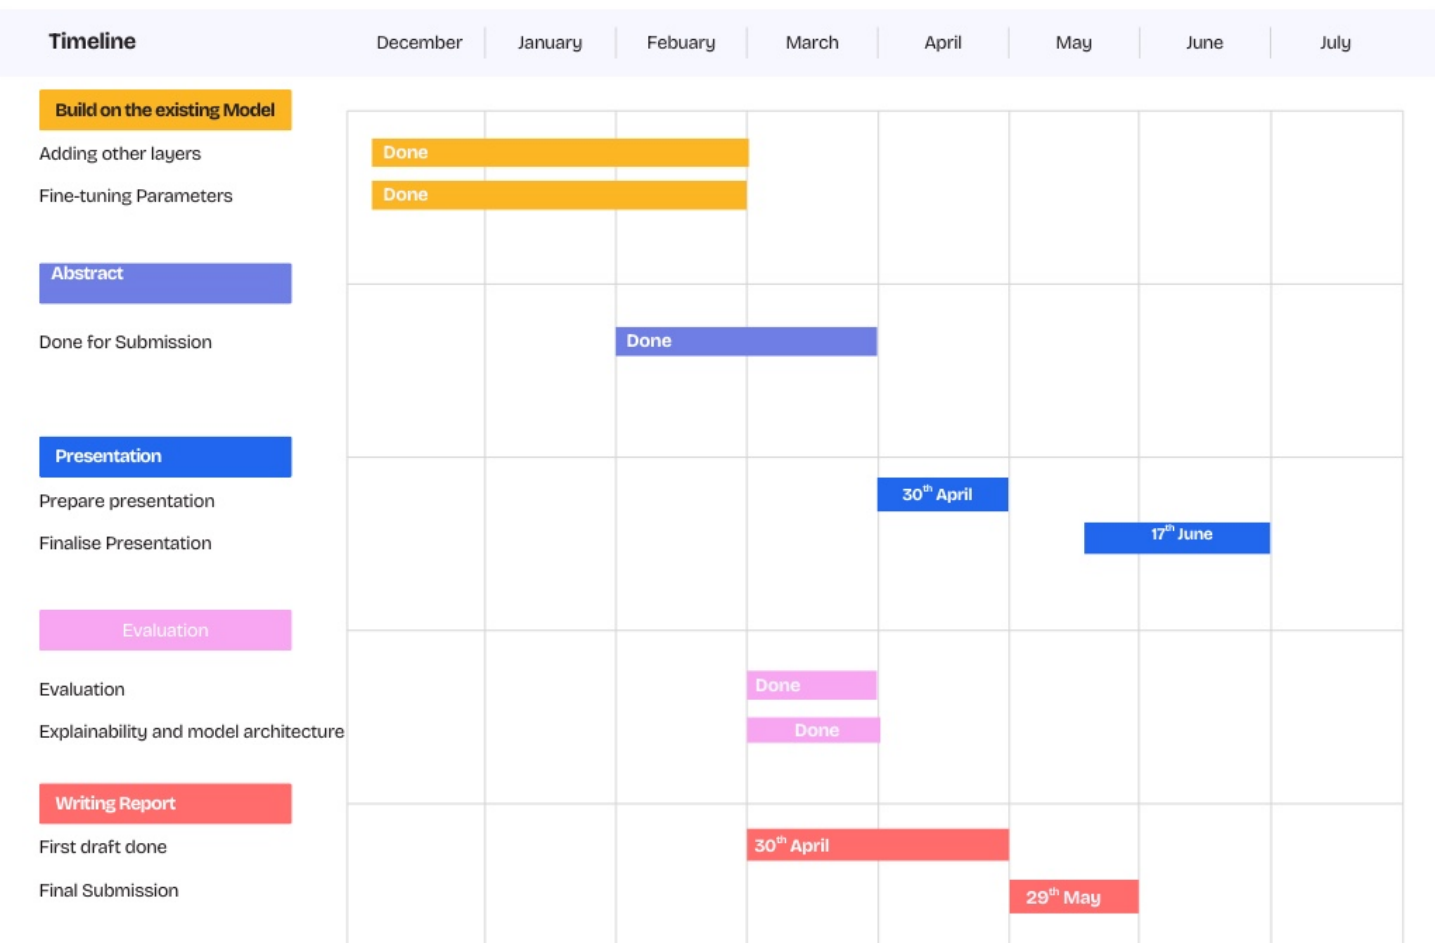 Timeline December January Febuary March April May June July
Build on the existing Model
Adding other layers Done
Fine-tuning Parameters Done
Abstract
Done for Submission Done
Presentation
Prepare presentation 30th April
Finalise Presentation 17th June
Evaluation
Evaluation Done
Explainability and model architecture Done
Writing Report
First draft done 30th April
Final Submission 29th May